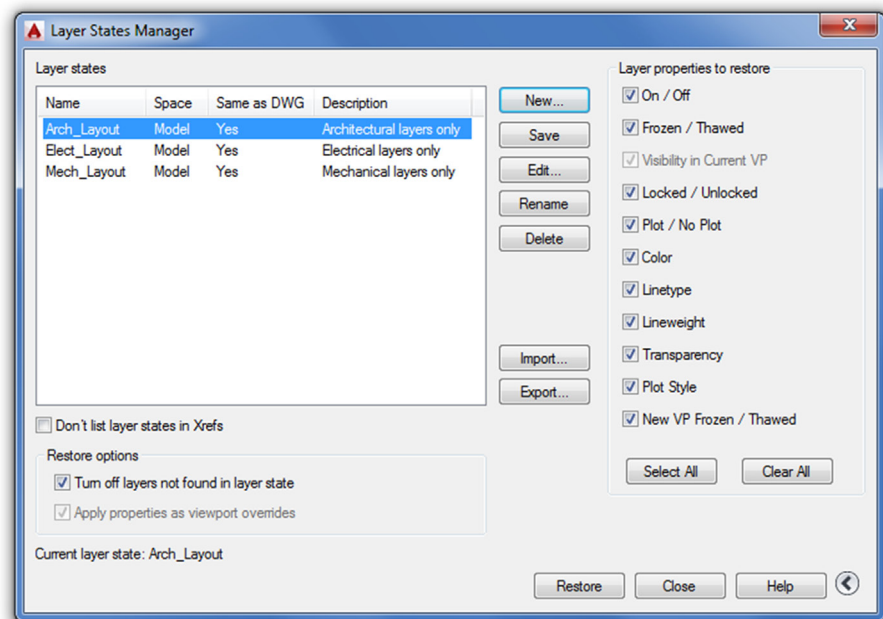 Layer States Manager
Layer states
Name Space Same as DWG Description
Arch_Layout Model Yes Architectural layers only
Elect_Layout Model Yes Electrical layers only
Mech_Layout Model Yes Mechanical layers only
New...
Save
Edit...
Rename
Delete
Import...
Export...
Don't list layer states in Xrefs
Restore options
Turn off layers not found in layer state
Apply properties as viewport overrides
Current layer state: Arch_Layout
Layer properties to restore
On / Off
Frozen / Thawed
Visibility in Current VP
Locked / Unlocked
Plot / No Plot
Color
Linetype
Lineweight
Transparency
Plot Style
New VP Frozen / Thawed
Select All Clear All
Restore Close Help